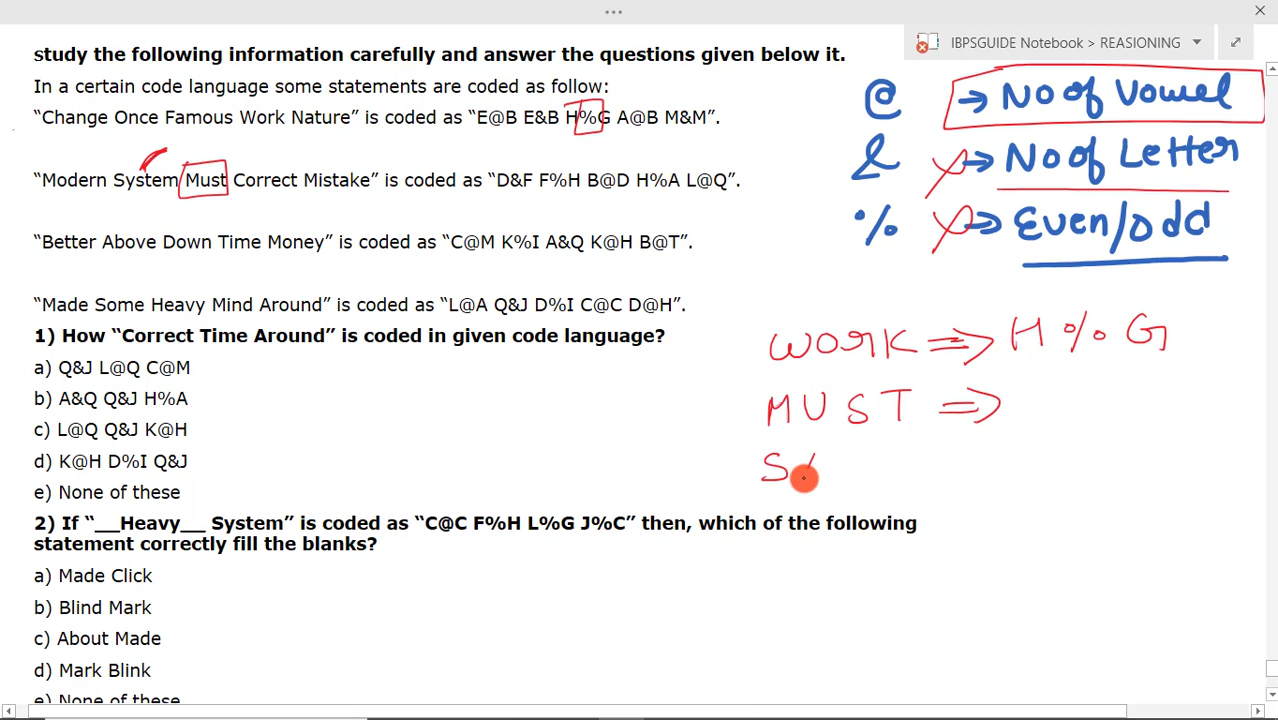 study the following information carefully and answer the questions given below it.
IBPSGUIDE Notebook > REASIONING
In a certain code language some statements are coded as follow:
@ → No of Vowel
“Change Once Famous Work Nature” is coded as “E@B E&B H%G A@B M&M”.
& → No of Letter
“Modern System Must Correct Mistake” is coded as “D&F F%H B@D H%A L@Q”.
% → Even/Odd
“Better Above Down Time Money” is coded as “C@M K%I A&Q K@H B@T”.
“Made Some Heavy Mind Around” is coded as “L@A Q&J D%I C@C D@H”.
1) How “Correct Time Around” is coded in given code language?
WORK ⇒ H % G
a) Q&J L@Q C@M
b) A&Q Q&J H%A
MUST ⇒
c) L@Q Q&J K@H
d) K@H D%I Q&J
S
e) None of these
2) If “__Heavy__ System” is coded as “C@C F%H L%G J%C” then, which of the following
statement correctly fill the blanks?
a) Made Click
b) Blind Mark
c) About Made
d) Mark Blink
e) None of these